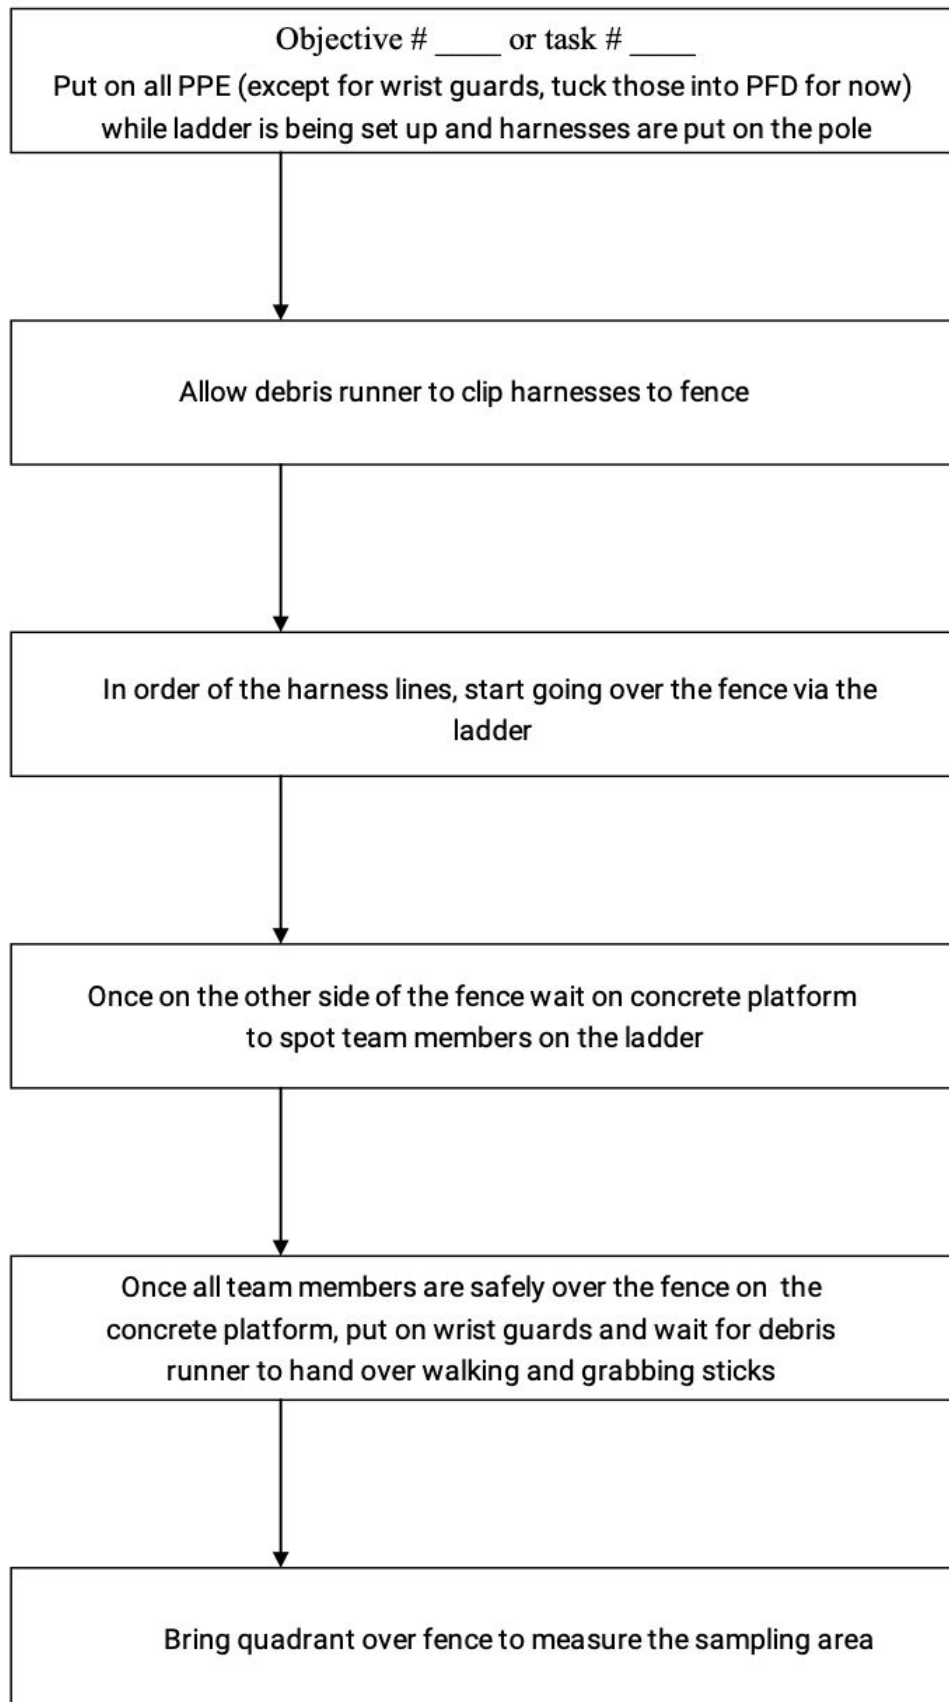 Objective # ____ or task # ____
Put on all PPE (except for wrist guards, tuck those into PFD for now)
while ladder is being set up and harnesses are put on the pole
Allow debris runner to clip harnesses to fence
In order of the harness lines, start going over the fence via the
ladder
Once on the other side of the fence wait on concrete platform
to spot team members on the ladder
Once all team members are safely over the fence on the
concrete platform, put on wrist guards and wait for debris
runner to hand over walking and grabbing sticks
Bring quadrant over fence to measure the sampling area